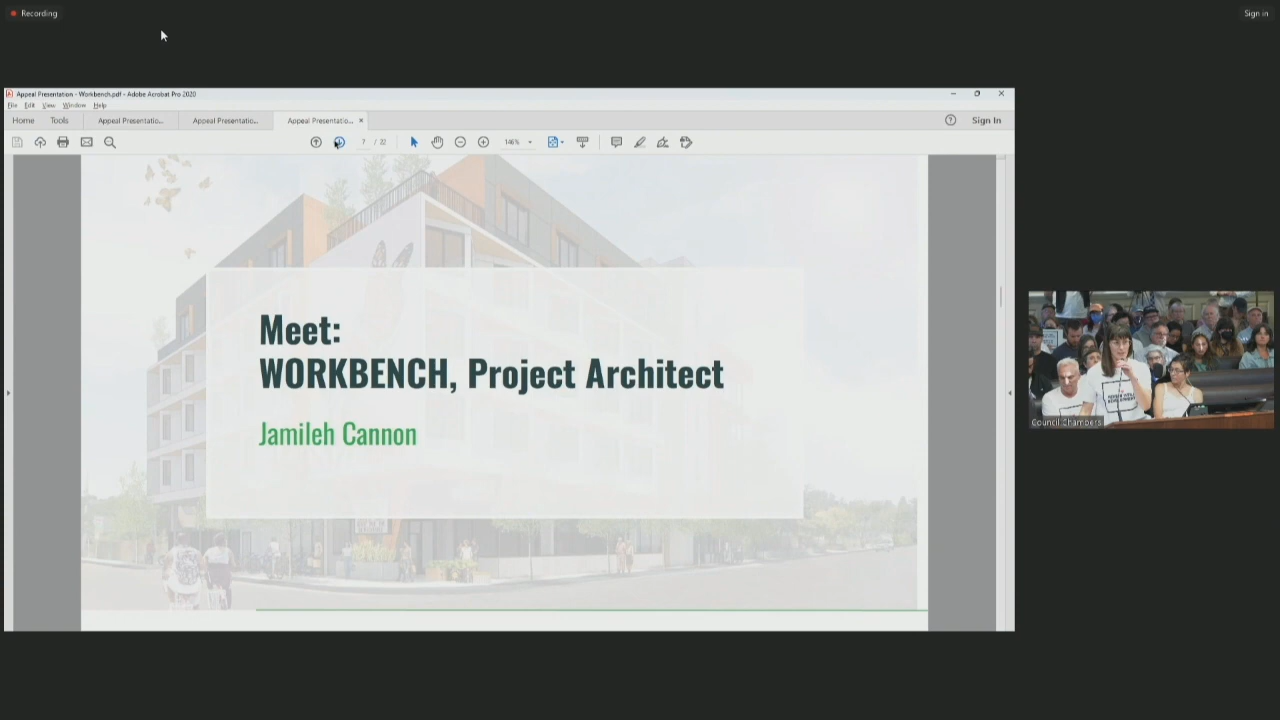 Recording
Sign in
Appeal Presentation - Workbench.pdf - Adobe Acrobat Pro 2020
File Edit View Window Help
Home Tools Appeal Presentatio... Appeal Presentatio... Appeal Presentatio... ×
Sign In
7 / 22
146%
Meet:
WORKBENCH, Project Architect
Jamileh Cannon
Council Chambers